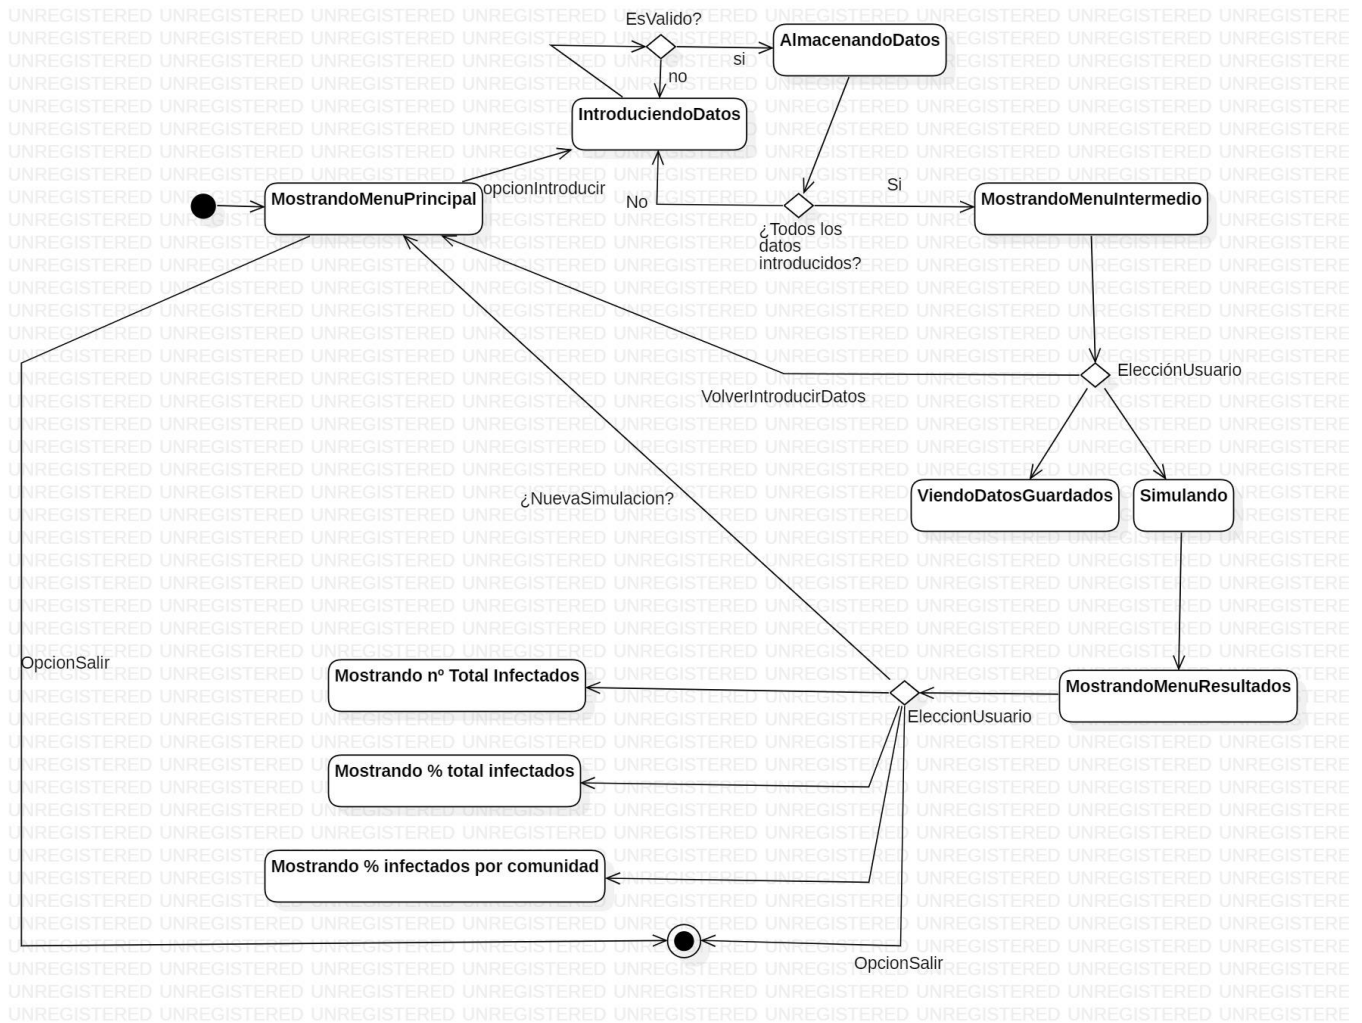 EsValido?
AlmacenandoDatos
si
no
IntroduciendoDatos
opcionIntroducir
MostrandoMenuPrincipal
No
Si
MostrandoMenuIntermedio
¿Todos los
datos
introducidos?
ElecciónUsuario
VolverIntroducirDatos
ViendoDatosGuardados
Simulando
¿NuevaSimulacion?
OpcionSalir
Mostrando nº Total Infectados
MostrandoMenuResultados
EleccionUsuario
Mostrando % total infectados
Mostrando % infectados por comunidad
OpcionSalir
UNREGISTERED